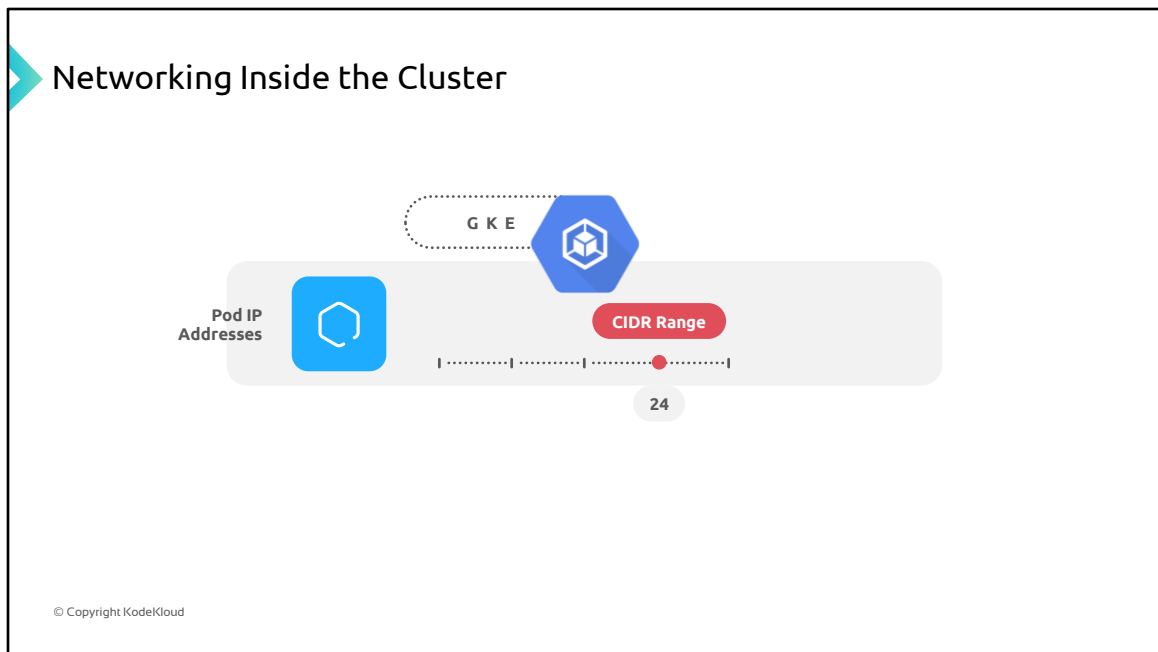 Networking Inside the Cluster
G K E
Pod IP
Addresses
CIDR Range
24
© Copyright KodeKloud